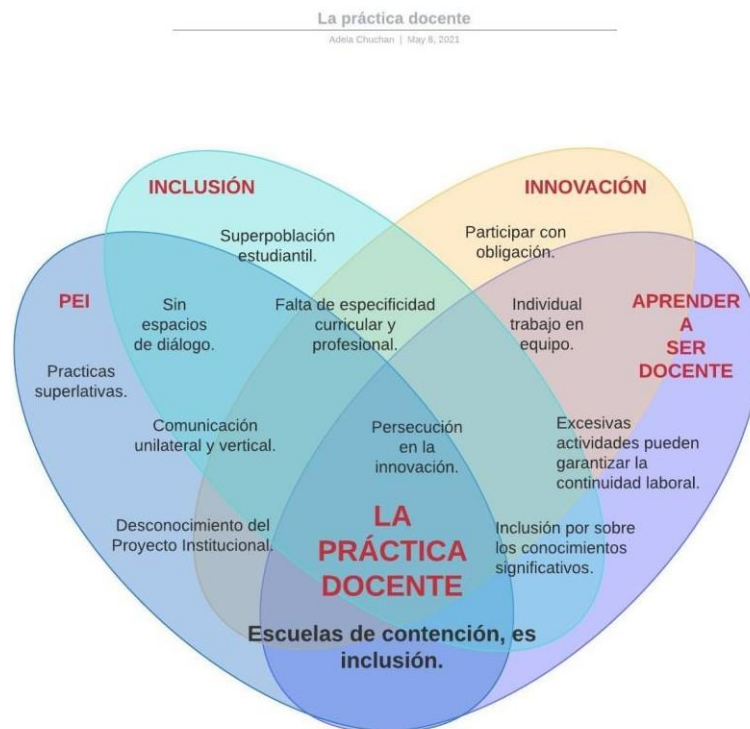 La práctica docente
Adela Chuchan | May 8, 2021
INCLUSIÓN
INNOVACIÓN
Superpoblación
estudiantil.
Participar con
obligación.
PEI
Sin
espacios
de diálogo.
Falta de especificidad
curricular y
profesional.
Individual
trabajo en
equipo.
APRENDER
A
SER
DOCENTE
Practicas
superlativas.
Comunicación
unilateral y vertical.
Persecución
en la
innovación.
Excesivas
actividades pueden
garantizar la
continuidad laboral.
Desconocimiento del
Proyecto Institucional.
LA
PRÁCTICA
DOCENTE
Inclusión por sobre
los conocimientos
significativos.
Escuelas de contención, es
inclusión.